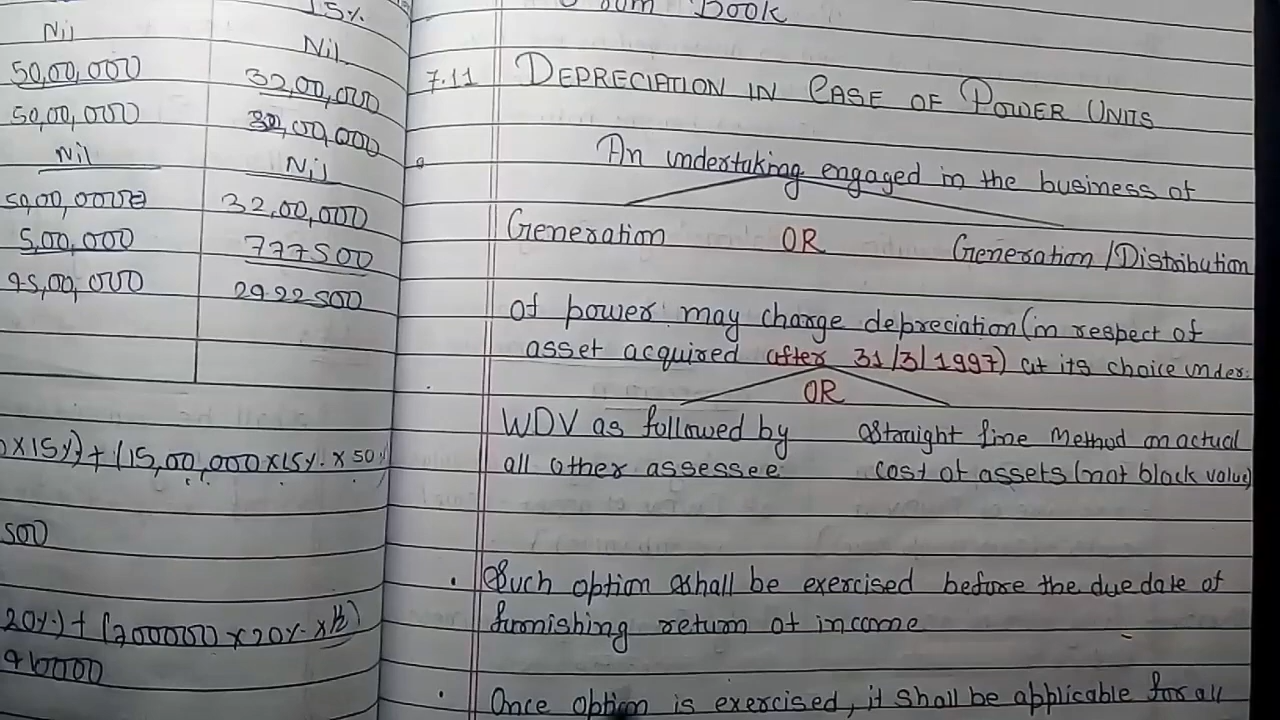 15%
Nil Nil
50,00,000 32,00,000
50,00,000 32,00,000
Nil Nil
50,00,000 32,00,000
5,00,000 777500
45,00,000 2922500
×15%)+(15,00,000×15%×50%
500
20%)+(700000×20%×½)
910000
Book
7.11 DEPRECIATION IN CASE OF POWER UNITS
An undertaking engaged in the business of
Generation OR Generation/Distribution
of power may charge depreciation (in respect of
asset acquired after 31/3/1997) at its choice under:
OR
WDV as followed by Straight line Method on actual
all other assessee cost of assets (not block value)
. Such option shall be exercised before the due date of
furnishing return of income
. Once option is exercised, it shall be applicable for all